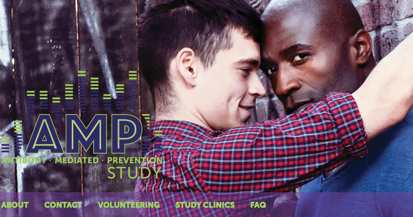 AMP
ANTIBODY · MEDIATED · PREVENTION
STUDY
ABOUT CONTACT VOLUNTEERING STUDY CLINICS FAQ